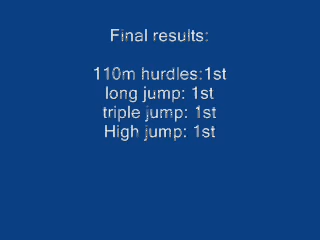 Final results:
110m hurdles:1st
long jump: 1st
triple jump: 1st
High jump: 1st